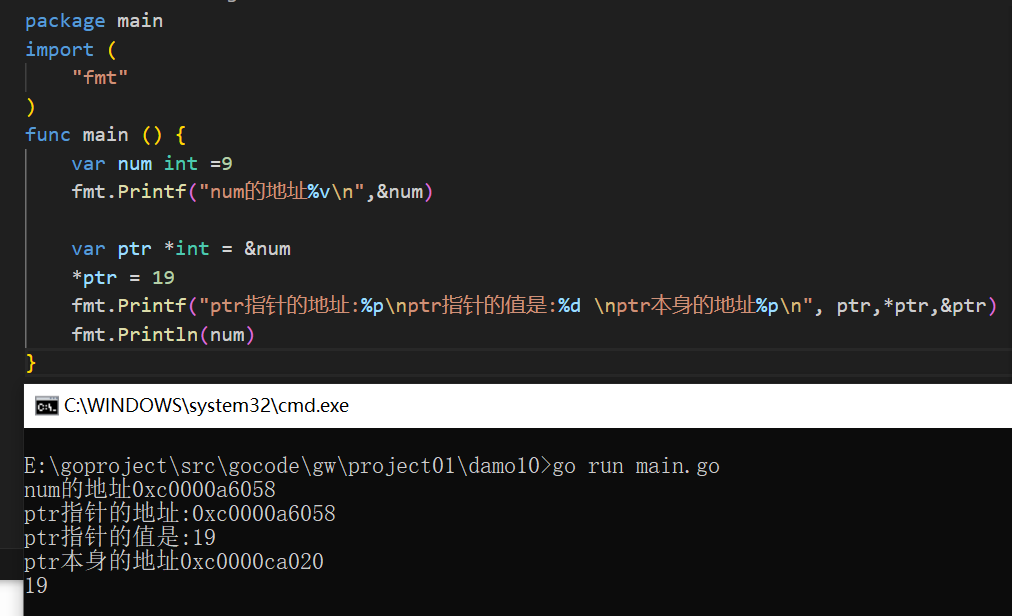 package main
import (
"fmt"
)
func main () {
var num int =9
fmt.Printf("num的地址%v\n",&num)
var ptr *int = &num
*ptr = 19
fmt.Printf("ptr指针的地址:%p\nptr指针的值是:%d \nptr本身的地址%p\n", ptr,*ptr,&ptr)
fmt.Println(num)
}
C:\WINDOWS\system32\cmd.exe
E:\goproject\src\gocode\gw\project01\damo10>go run main.go
num的地址0xc0000a6058
ptr指针的地址:0xc0000a6058
ptr指针的值是:19
ptr本身的地址0xc0000ca020
19